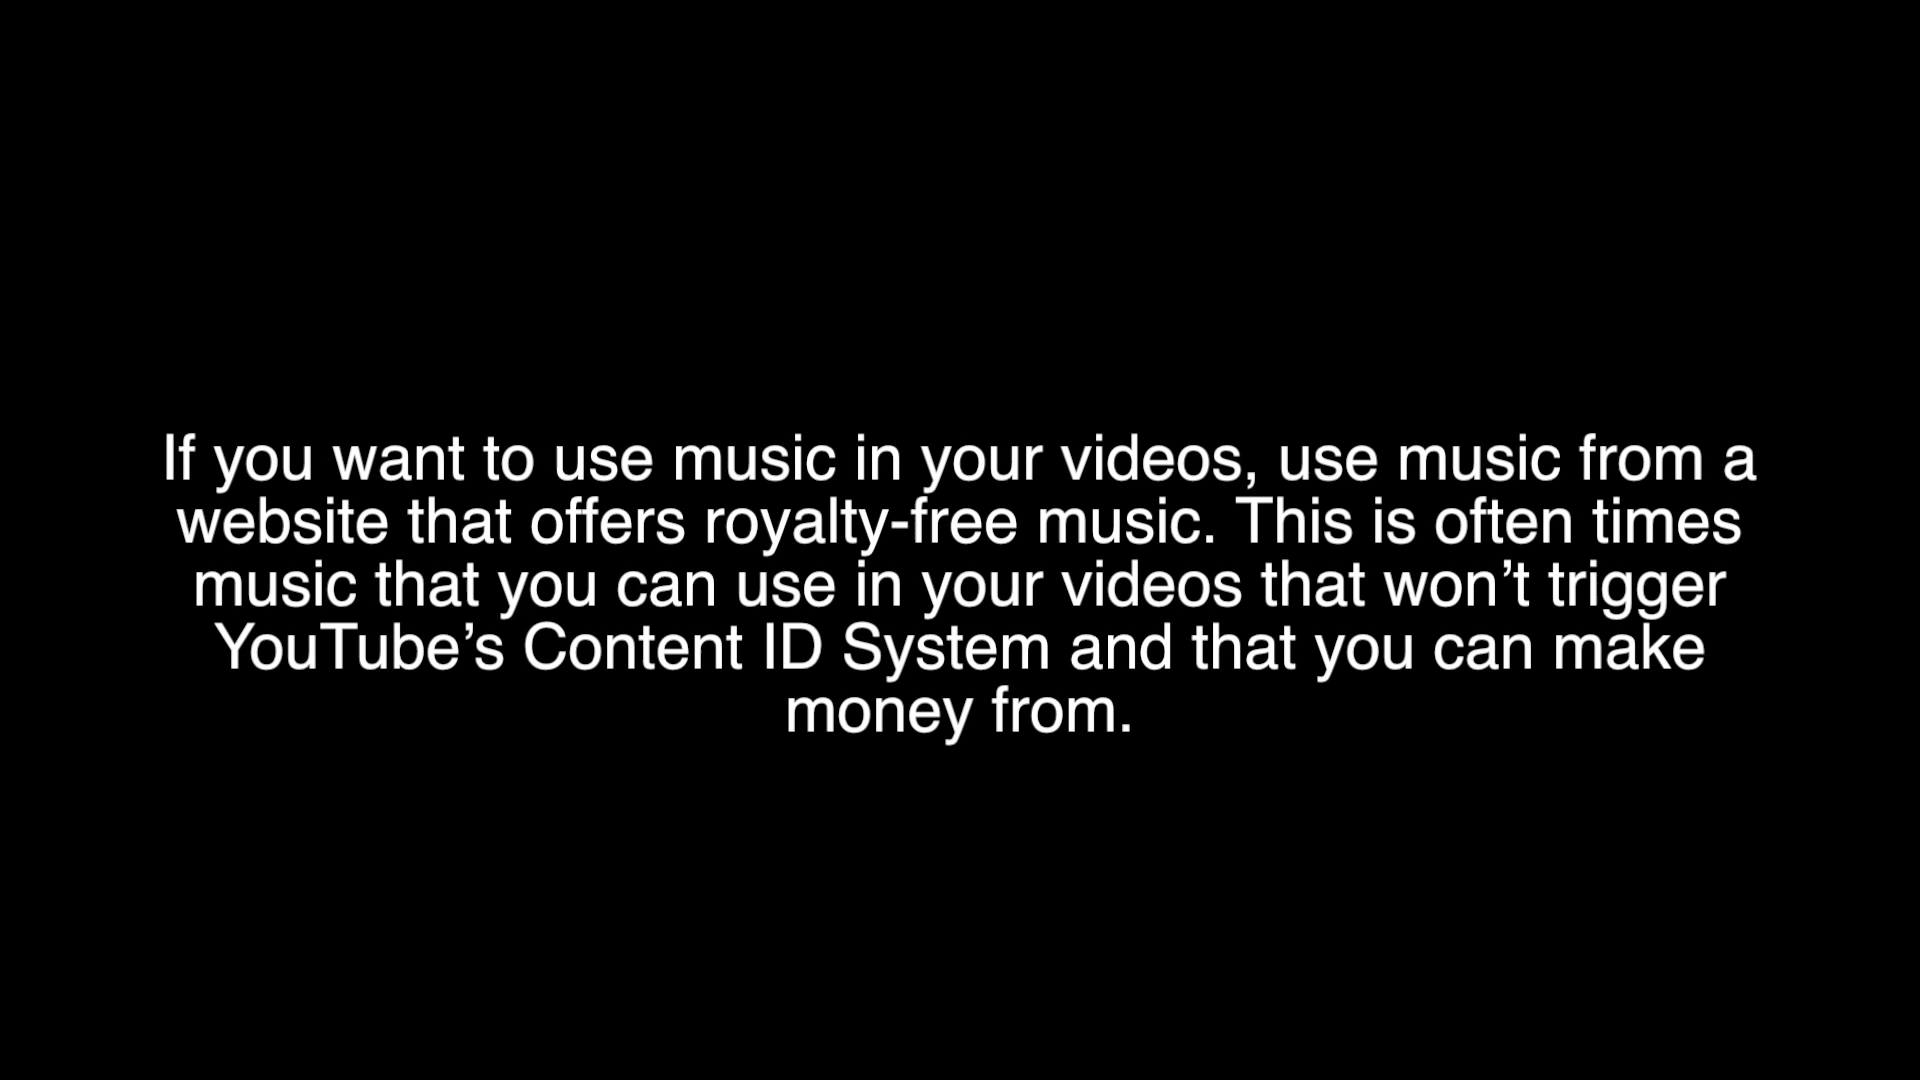 If you want to use music in your videos, use music from a
website that offers royalty-free music. This is often times
music that you can use in your videos that won’t trigger
YouTube’s Content ID System and that you can make
money from.